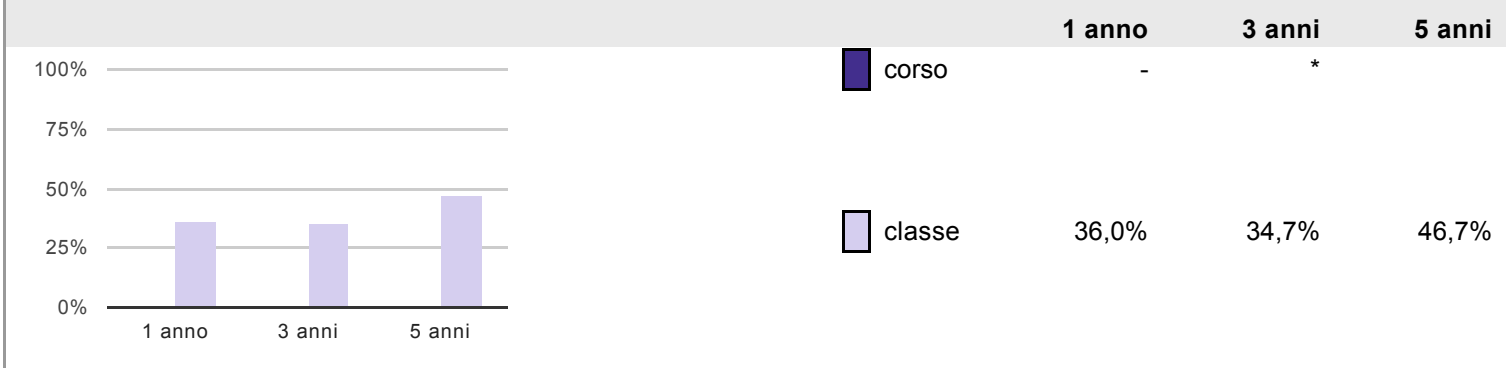 1 anno 3 anni 5 anni
100%
75%
50%
25%
0%
1 anno 3 anni 5 anni
corso - *
classe 36,0% 34,7% 46,7%